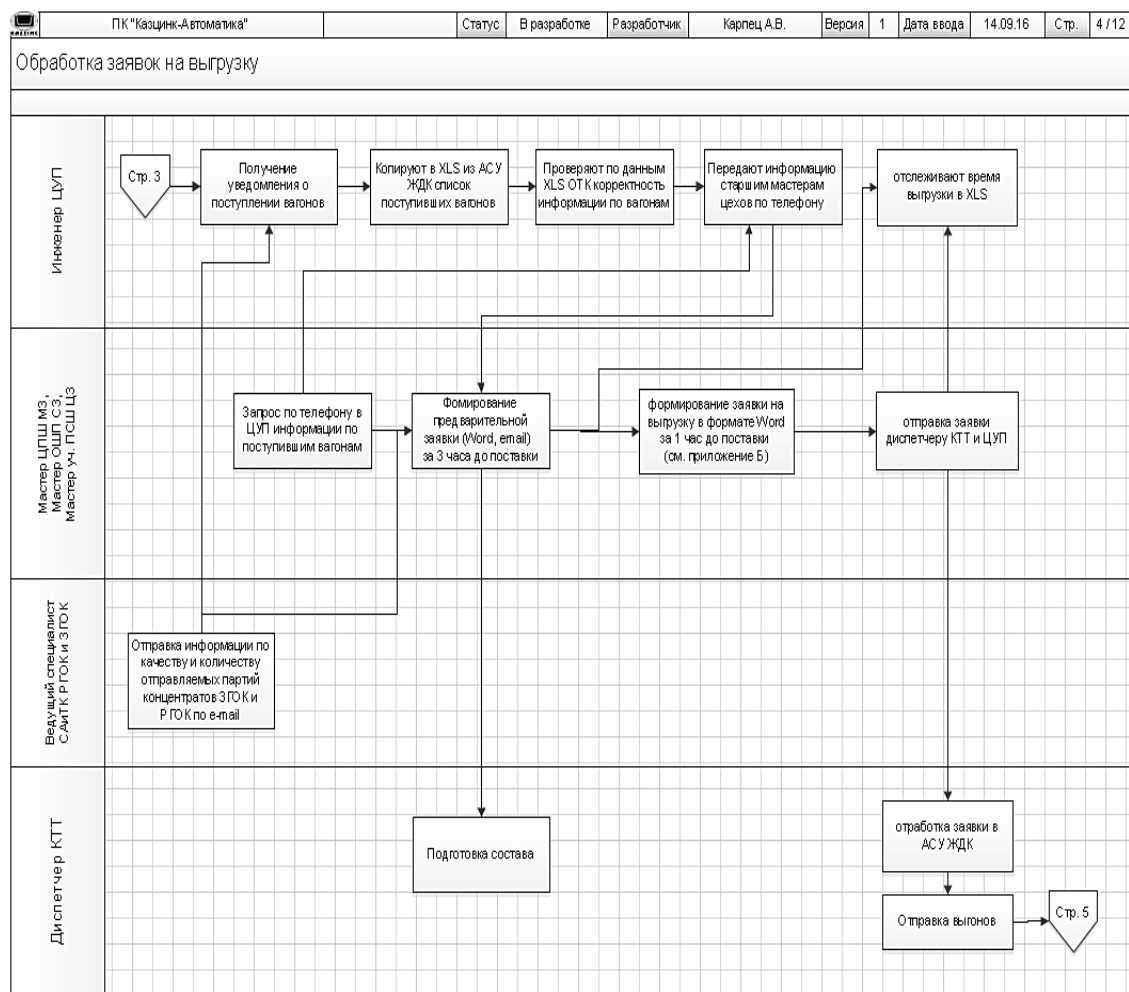 ПК "Казцинк-Автоматика" Статус В разработке Разработчик Карпец А.В. Версия 1 Дата ввода 14.09.16 Стр. 4 / 12
KAZZINC
Обработка заявок на выгрузку
Инженер ЦУП
Стр. 3
Получение
уведомления о
поступлении вагонов
Копируют в XLS из АСУ
ЖДК список
поступивших вагонов
Проверяют по данным
XLS ОТК корректность
информации по вагонам
Передают информацию
старшим мастерам
цехов по телефону
отслеживают время
выгрузки в XLS
Мастер ЦПШ МЗ,
Мастер ОШП СЗ,
Мастер уч. ПСШ ЦЗ
Запрос по телефону в
ЦУП информации по
поступившим вагонам
Фомирование
предварительной
заявки (Word, email)
за 3 часа до поставки
формирование заявки на
выгрузку в формате Word
за 1 час до поставки
(см. приложение Б)
отправка заявки
диспетчеру КТТ и ЦУП
Ведущий специалист
САиТК РГОК и ЗГОК
Отправка информации по
качеству и количеству
отправляемых партий
концентратов ЗГОК и
РГОК по e-mail
Диспетчер КТТ
Подготовка состава
отработка заявки в
АСУ ЖДК
Отправка выгонов
Стр. 5